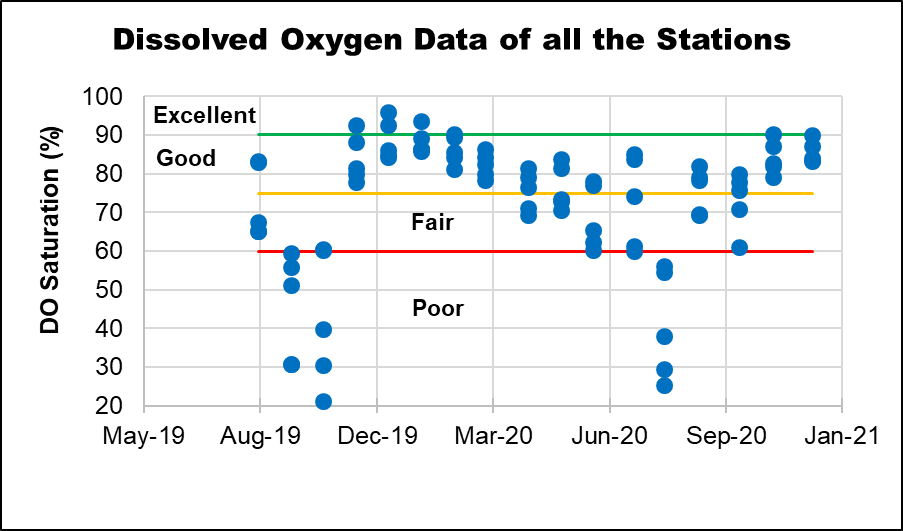 Dissolved Oxygen Data of all the Stations
DO Saturation (%)
100
90
80
70
60
50
40
30
20
Excellent
Good
Fair
Poor
May-19 Aug-19 Dec-19 Mar-20 Jun-20 Sep-20 Jan-21